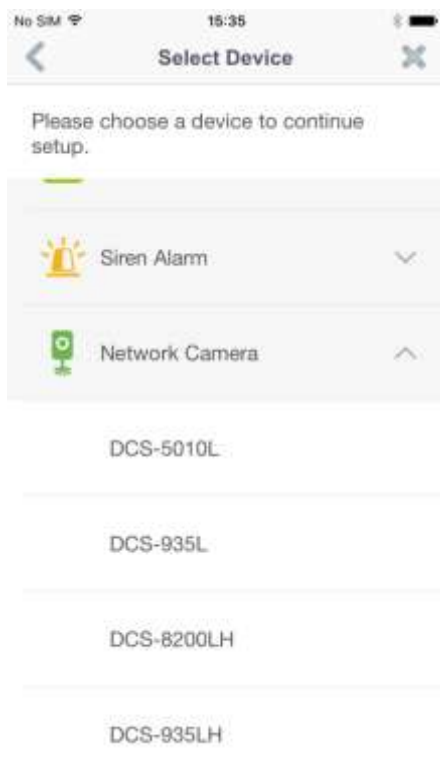 No SIM 15:35
Select Device
Please choose a device to continue
setup.
Siren Alarm
Network Camera
DCS-5010L
DCS-935L
DCS-8200LH
DCS-935LH